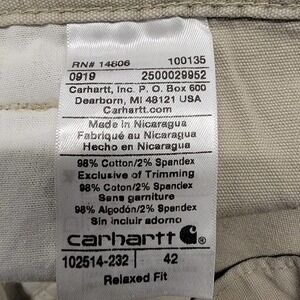 RN# 14806 100135
0919 2500029952
Carhartt, Inc. P. O. Box 600
Dearborn, MI 48121 USA
Carhartt.com
Made in Nicaragua
Fabriqué au Nicaragua
Hecho en Nicaragua
98% Cotton/2% Spandex
Exclusive of Trimming
98% Coton/2% Spandex
Sans garniture
98% Algodón/2% Spandex
Sin incluir adorno
carhartt
102514-232 42
Relaxed Fit